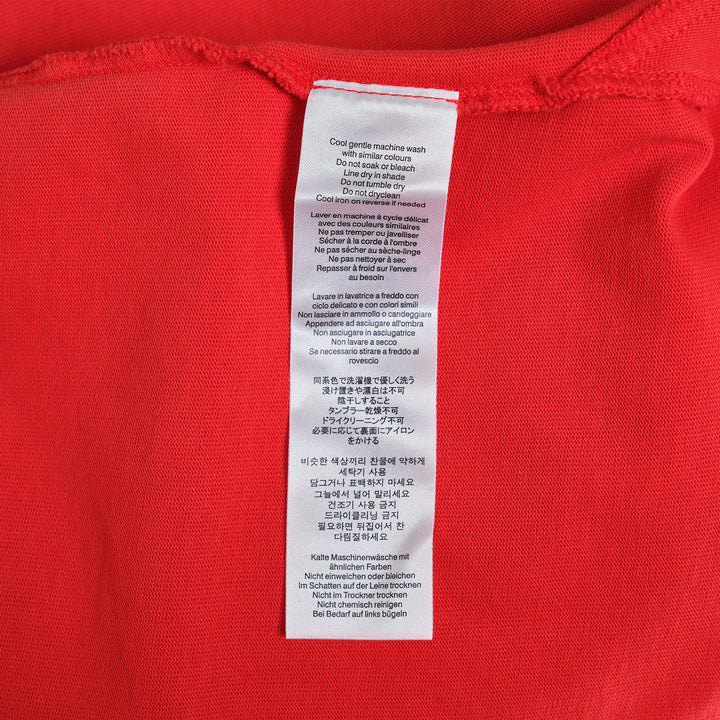 Cool gentle machine wash
with similar colours
Do not soak or bleach
Line dry in shade
Do not tumble dry
Do not dryclean
Cool iron on reverse if needed
Laver en machine à cycle délicat
avec des couleurs similaires
Ne pas tremper ou javelliser
Sécher à la corde à l'ombre
Ne pas sécher au sèche-linge
Ne pas nettoyer à sec
Repasser à froid sur l'envers
au besoin
Lavare in lavatrice a freddo con
ciclo delicato e con colori simili
Non lasciare in ammollo o candeggiare
Appendere ad asciugare all'ombra
Non asciugare in asciugatrice
Non lavare a secco
Se necessario stirare a freddo al
rovescio
同系色で洗濯機で優しく洗う
浸け置きや漂白は不可
陰干しすること
タンブラー乾燥不可
ドライクリーニング不可
必要に応じて裏面にアイロン
をかける
비슷한 색상끼리 찬물에 약하게
세탁기 사용
담그거나 표백하지 마세요
그늘에서 널어 말리세요
건조기 사용 금지
드라이클리닝 금지
필요하면 뒤집어서 찬
다림질하세요
Kalte Maschinenwäsche mit
ähnlichen Farben
Nicht einweichen oder bleichen
Im Schatten auf der Leine trocknen
Nicht im Trockner trocknen
Nicht chemisch reinigen
Bei Bedarf auf links bügeln